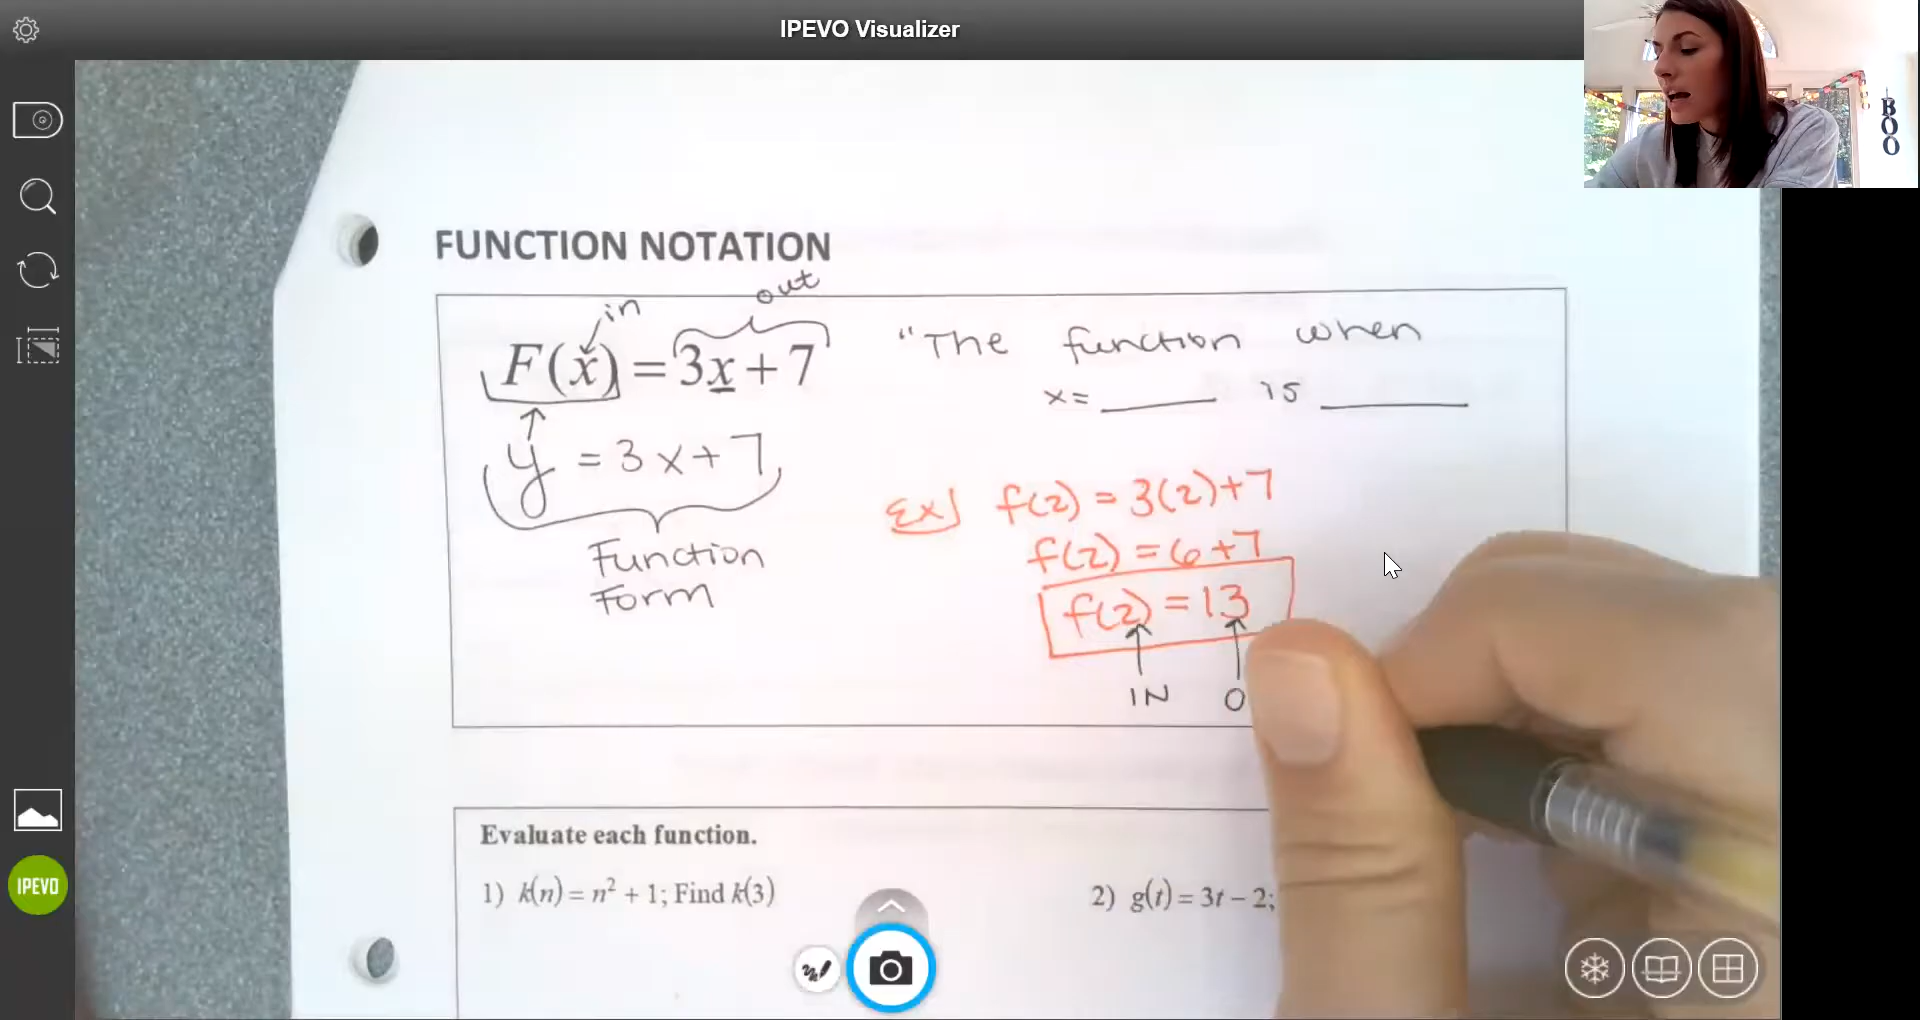 IPEVO Visualizer
BOO
FUNCTION NOTATION
in
out
F(x) = 3x + 7
"The function when
x= ______ is ______
y = 3x+7
Function
Form
Ex] f(2) = 3(2)+7
f(2) = 6+7
f(2) = 13
IN O
Evaluate each function.
1) k(n) = n² + 1; Find k(3)
2) g(t) = 3t − 2;
IPEVO